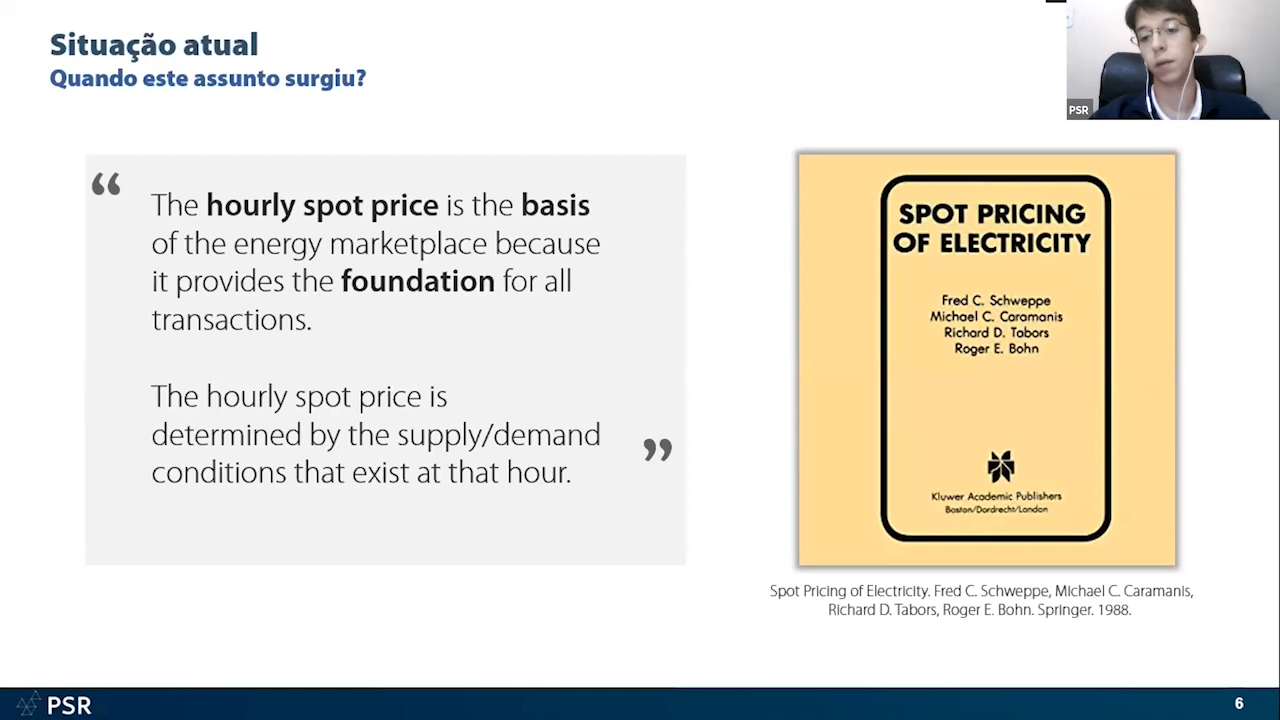 Situação atual
Quando este assunto surgiu?
PSR
“
The hourly spot price is the basis
of the energy marketplace because
it provides the foundation for all
transactions.
The hourly spot price is
determined by the supply/demand
conditions that exist at that hour.
”
SPOT PRICING
OF ELECTRICITY
Fred C. Schweppe
Michael C. Caramanis
Richard D. Tabors
Roger E. Bohn
Kluwer Academic Publishers
Boston/Dordrecht/London
Spot Pricing of Electricity. Fred C. Schweppe, Michael C. Caramanis,
Richard D. Tabors, Roger E. Bohn. Springer. 1988.
PSR
6